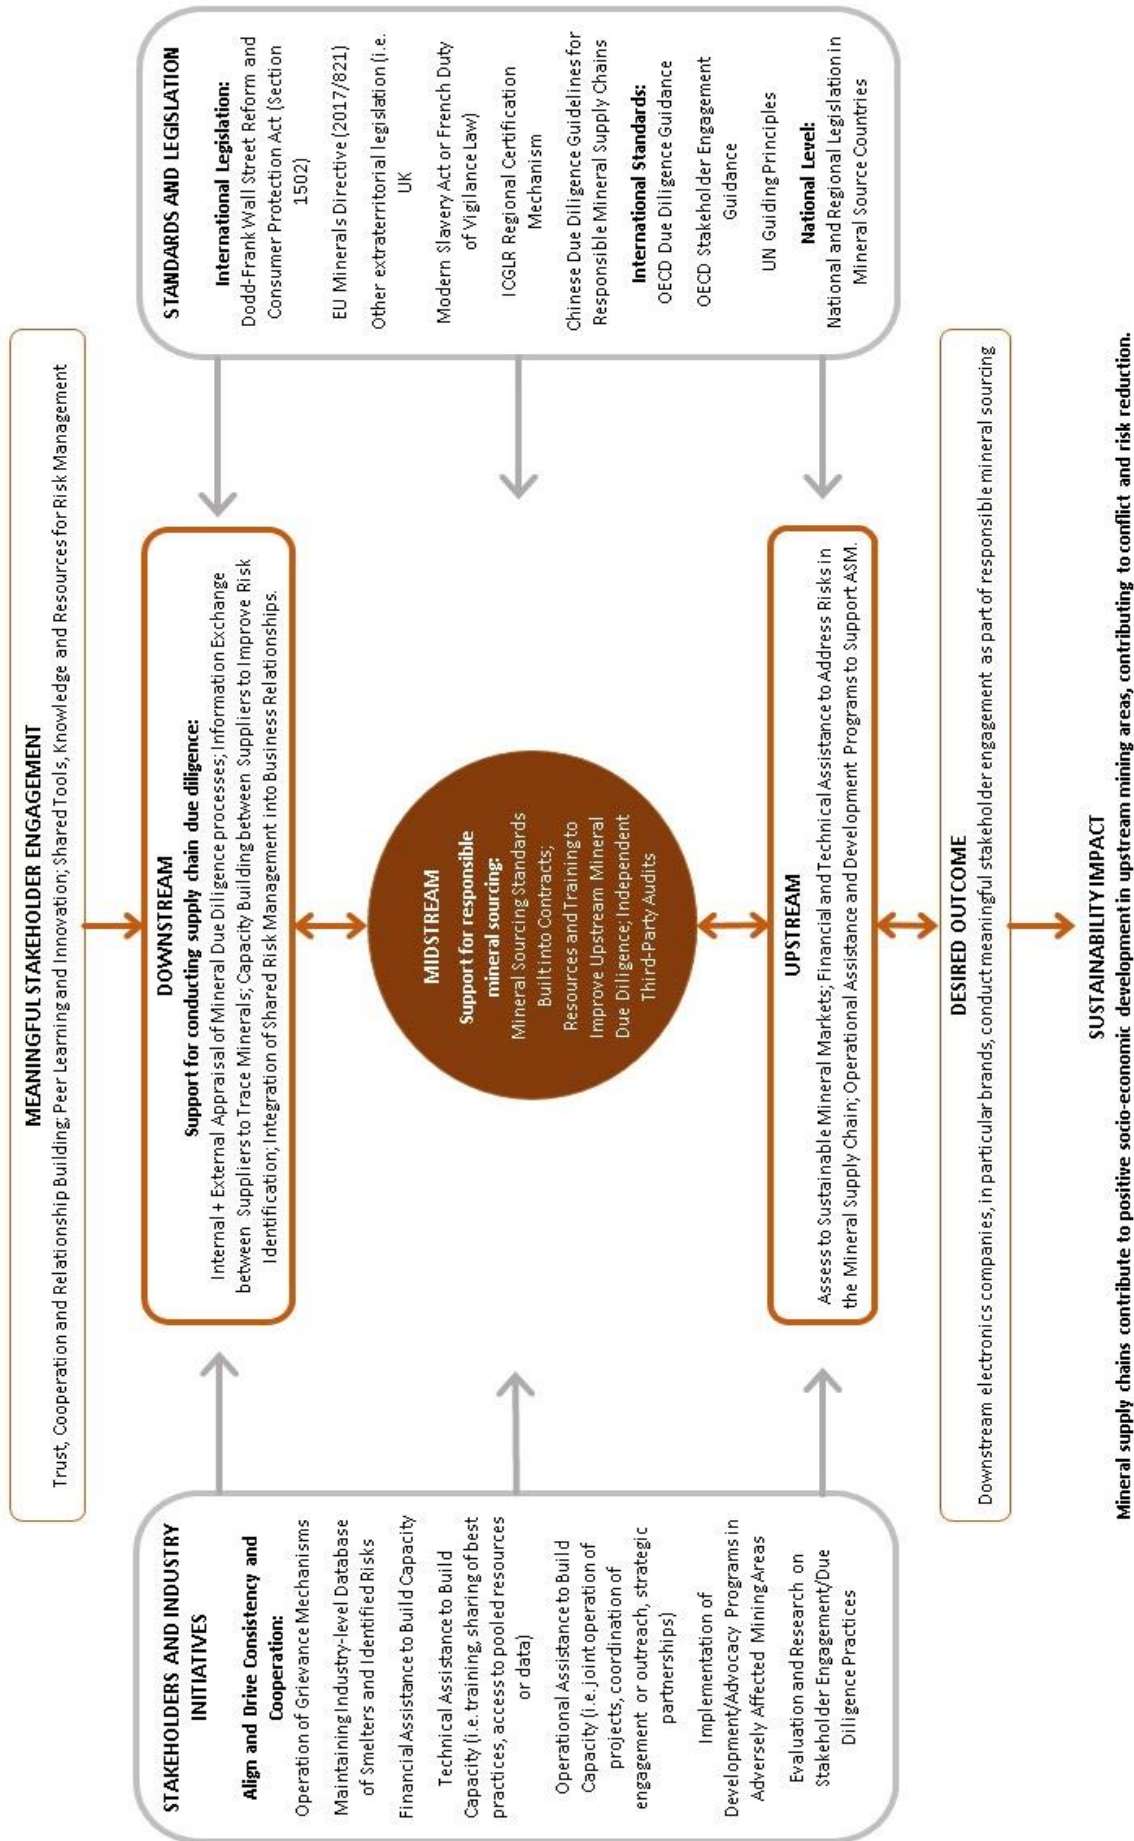 MEANINGFUL STAKEHOLDER ENGAGEMENT
Trust, Cooperation and Relationship Building; Peer Learning and Innovation; Shared Tools, Knowledge and Resources for Risk Management
STAKEHOLDERS AND INDUSTRY
INITIATIVES
Align and Drive Consistency and
Cooperation:
Operation of Grievance Mechanisms
Maintaining Industry-level Database
of Smelters and Identified Risks
Financial Assistance to Build Capacity
Technical Assistance to Build
Capacity (i.e. training, sharing of best
practices, access to pooled resources
or data)
Operational Assistance to Build
Capacity (i.e. joint operation of
projects, coordination of
engagement or outreach, strategic
partnerships)
Implementation of
Development/Advocacy Programs in
Adversely Affected Mining Areas
Evaluation and Research on
Stakeholder Engagement/Due
Diligence Practices
DOWNSTREAM
Support for conducting supply chain due diligence:
Internal + External Appraisal of Mineral Due Diligence processes; Information Exchange
between Suppliers to Trace Minerals; Capacity Building between Suppliers to Improve Risk
Identification; Integration of Shared Risk Management into Business Relationships.
MIDSTREAM
Support for responsible
mineral sourcing:
Mineral Sourcing Standards
Built into Contracts;
Resources and Training to
Improve Upstream Mineral
Due Diligence; Independent
Third-Party Audits
UPSTREAM
Assess to Sustainable Mineral Markets; Financial and Technical Assistance to Address Risks in
the Mineral Supply Chain; Operational Assistance and Development Programs to Support ASM.
STANDARDS AND LEGISLATION
International Legislation:
Dodd-Frank Wall Street Reform and
Consumer Protection Act (Section
1502)
EU Minerals Directive (2017/821)
Other extraterritorial legislation (i.e.
UK
Modern Slavery Act or French Duty
of Vigilance Law)
ICGLR Regional Certification
Mechanism
Chinese Due Diligence Guidelines for
Responsible Mineral Supply Chains
International Standards:
OECD Due Diligence Guidance
OECD Stakeholder Engagement
Guidance
UN Guiding Principles
National Level:
National and Regional Legislation in
Mineral Source Countries
DESIRED OUTCOME
Downstream electronics companies, in particular brands, conduct meaningful stakeholder engagement as part of responsible mineral sourcing
SUSTAINABILITY IMPACT
Mineral supply chains contribute to positive socio-economic development in upstream mining areas, contributing to conflict and risk reduction.